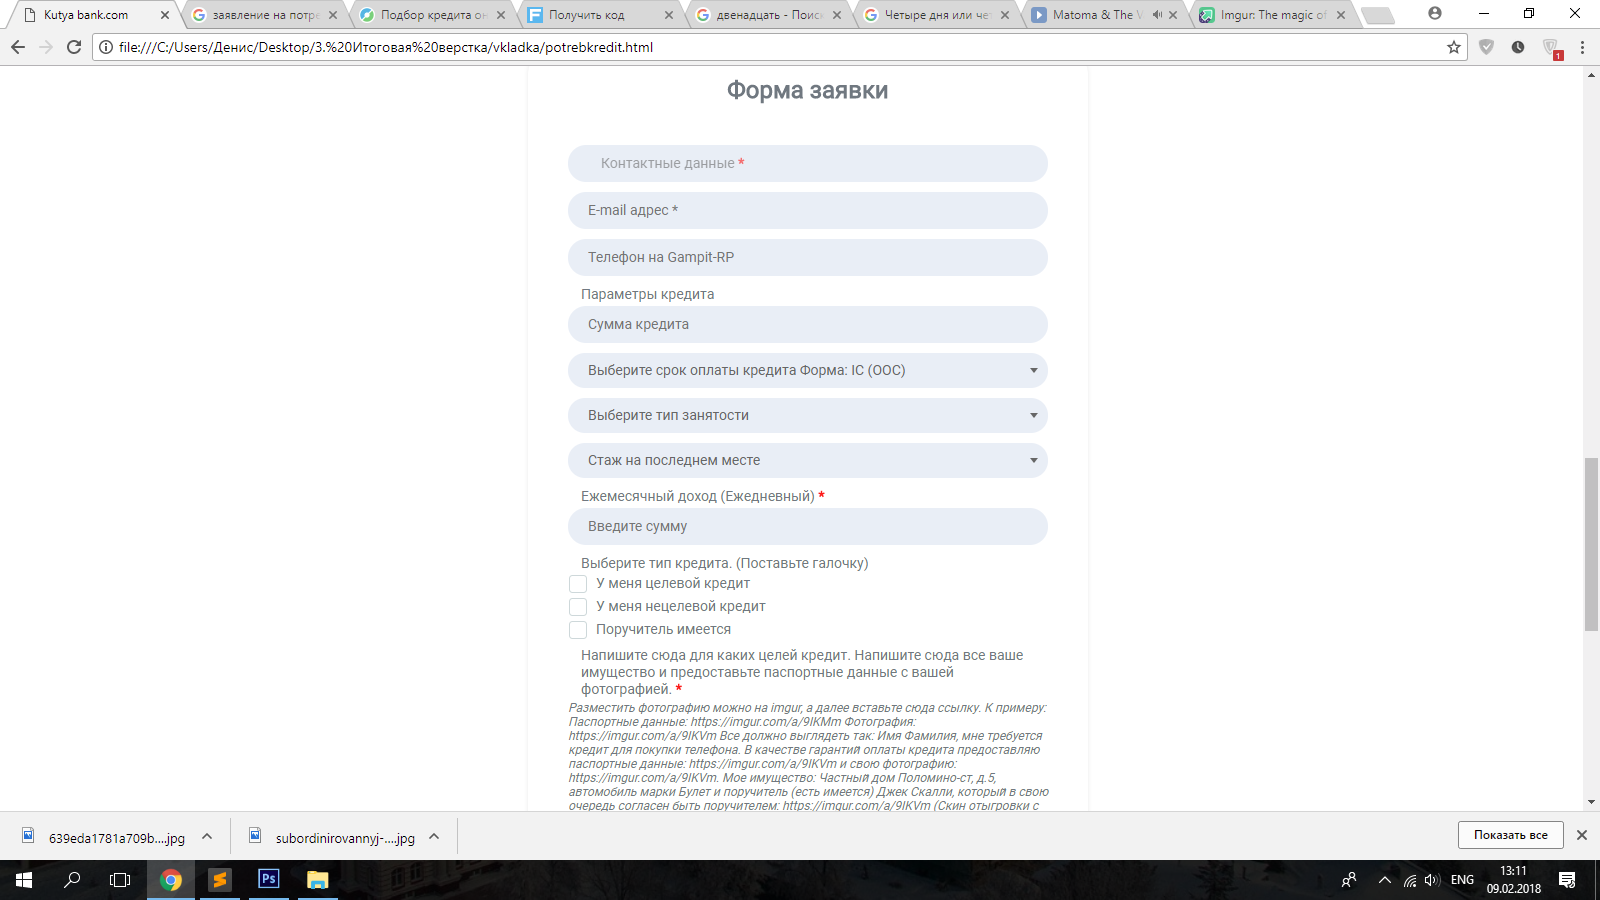 Kutya bank.com
заявление на потре
Подбор кредита он
Получить код
двенадцать - Поиск
Четыре дня или чет
Matoma & The V
Imgur: The magic of
file:///C:/Users/Денис/Desktop/3.%20Итоговая%20верстка/vkladka/potrebkredit.html
1
Форма заявки
Контактные данные *
E-mail адрес *
Телефон на Gampit-RP
Параметры кредита
Сумма кредита
Выберите срок оплаты кредита Форма: IC (OOC)
Выберите тип занятости
Стаж на последнем месте
Ежемесячный доход (Ежедневный) *
Введите сумму
Выберите тип кредита. (Поставьте галочку)
У меня целевой кредит
У меня нецелевой кредит
Поручитель имеется
Напишите сюда для каких целей кредит. Напишите сюда все ваше
имущество и предоставьте паспортные данные с вашей
фотографией. *
Разместить фотографию можно на imgur, а далее вставьте сюда ссылку. К примеру:
Паспортные данные: https://imgur.com/a/9IKMm Фотография:
https://imgur.com/a/9IKVm Все должно выглядеть так: Имя Фамилия, мне требуется
кредит для покупки телефона. В качестве гарантий оплаты кредита предоставляю
паспортные данные: https://imgur.com/a/9IKVm и свою фотографию:
https://imgur.com/a/9IKVm. Мое имущество: Частный дом Поломино-ст, д.5,
автомобиль марки Булет и поручитель (есть имеется) Джек Скалли, который в свою
очередь согласен быть поручителем: https://imgur.com/a/9IKVm (Скин отыгровки с
639eda1781a709b....jpg
subordinirovannyj-....jpg
Показать все
Ps
ENG
13:11
09.02.2018